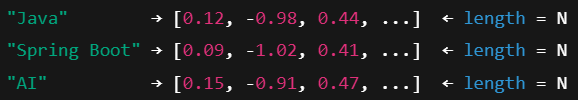 "Java"        → [0.12, -0.98, 0.44, ...]  ← length = N
"Spring Boot" → [0.09, -1.02, 0.41, ...]  ← length = N
"AI"          → [0.15, -0.91, 0.47, ...]  ← length = N